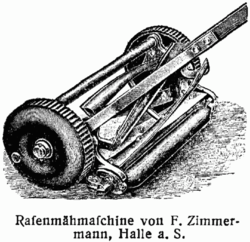 Raſenmähmaſchine von F. Zimmer-
mann, Halle a. S.